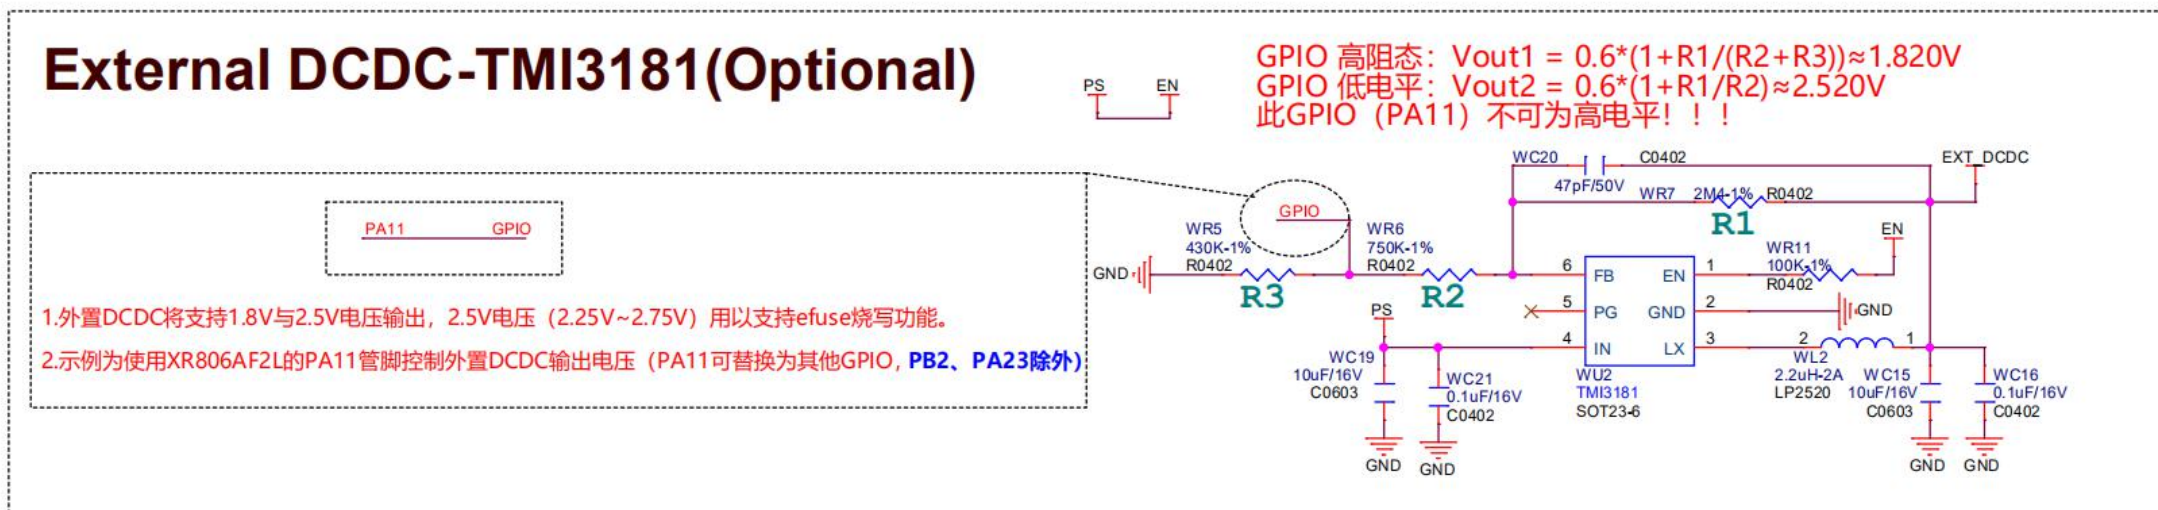 External DCDC-TMI3181(Optional)
PS EN
GPIO 高阻态：Vout1 = 0.6*(1+R1/(R2+R3))≈1.820V
GPIO 低电平：Vout2 = 0.6*(1+R1/R2)≈2.520V
此GPIO（PA11）不可为高电平！！！
PA11 GPIO
1.外置DCDC将支持1.8V与2.5V电压输出，2.5V电压（2.25V~2.75V）用以支持efuse烧写功能。
2.示例为使用XR806AF2L的PA11管脚控制外置DCDC输出电压（PA11可替换为其他GPIO, PB2、PA23除外)
WC20 C0402
47pF/50V
EXT_DCDC
WR7 2M4-1% R0402
R1
GPIO
WR5
430K-1%
R0402
R3
GND
WR6
750K-1%
R0402
R2
6 FB EN 1
5 PG GND 2
4 IN LX 3
WU2
TMI3181
SOT23-6
EN
WR11
100K-1%
R0402
GND
2 1
WL2
2.2uH-2A
LP2520
PS
WC19
10uF/16V
C0603
GND
WC21
0.1uF/16V
C0402
GND
WC15
10uF/16V
C0603
GND
WC16
0.1uF/16V
C0402
GND